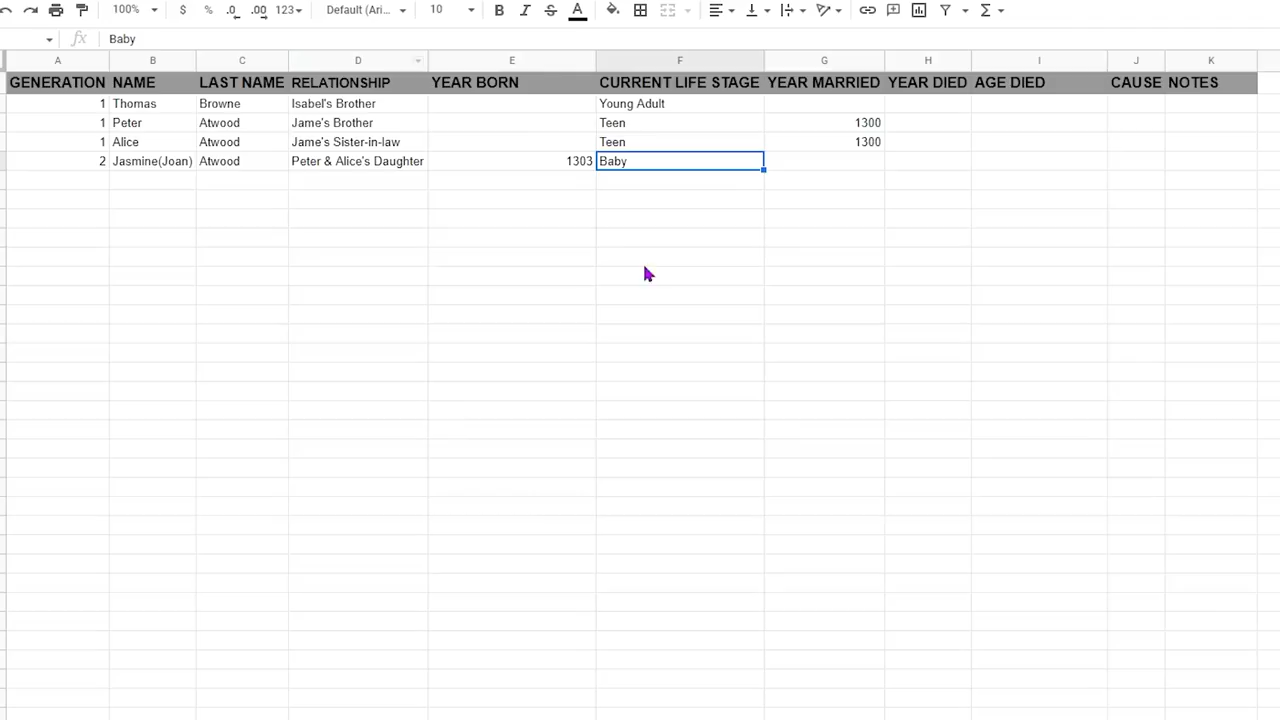 100% $ % .0 .00 123 Default (Ari... 10 B I S A
fx Baby
A B C D E F G H I J K
GENERATION NAME LAST NAME RELATIONSHIP YEAR BORN CURRENT LIFE STAGE YEAR MARRIED YEAR DIED AGE DIED CAUSE NOTES
1 Thomas Browne Isabel's Brother Young Adult
1 Peter Atwood Jame's Brother Teen 1300
1 Alice Atwood Jame's Sister-in-law Teen 1300
2 Jasmine(Joan) Atwood Peter & Alice's Daughter 1303 Baby